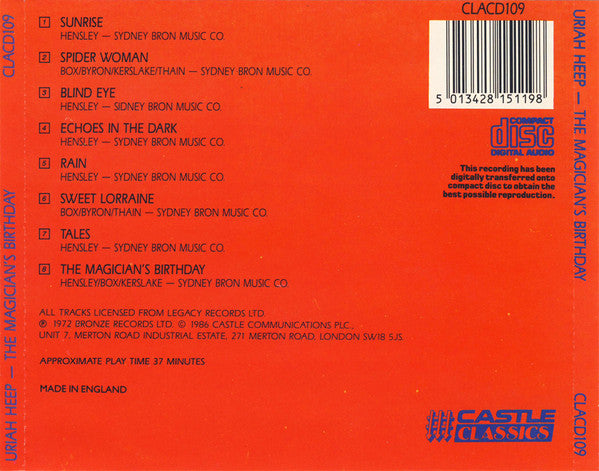 CLACD109
URIAH HEEP — THE MAGICIAN'S BIRTHDAY
1 SUNRISE
HENSLEY — SYDNEY BRON MUSIC CO.
2 SPIDER WOMAN
BOX/BYRON/KERSLAKE/THAIN — SYDNEY BRON MUSIC CO.
3 BLIND EYE
HENSLEY — SIDNEY BRON MUSIC CO.
4 ECHOES IN THE DARK
HENSLEY — SYDNEY BRON MUSIC CO.
5 RAIN
HENSLEY — SYDNEY BRON MUSIC CO.
6 SWEET LORRAINE
BOX/BYRON/THAIN — SYDNEY BRON MUSIC CO.
7 TALES
HENSLEY — SYDNEY BRON MUSIC CO.
8 THE MAGICIAN'S BIRTHDAY
HENSLEY/BOX/KERSLAKE — SYDNEY BRON MUSIC CO.
ALL TRACKS LICENSED FROM LEGACY RECORDS LTD.
℗ 1972 BRONZE RECORDS LTD. © 1986 CASTLE COMMUNICATIONS PLC.,
UNIT 7, MERTON ROAD INDUSTRIAL ESTATE, 271 MERTON ROAD, LONDON SW18 5JS
APPROXIMATE PLAY TIME 37 MINUTES
MADE IN ENGLAND
CLACD109
5 013428 151198
COMPACT
disc
DIGITAL AUDIO
This recording has been
digitally transferred onto
compact disc to obtain the
best possible reproduction.
CASTLE
CLASSICS
URIAH HEEP — THE MAGICIAN'S BIRTHDAY
CLACD109